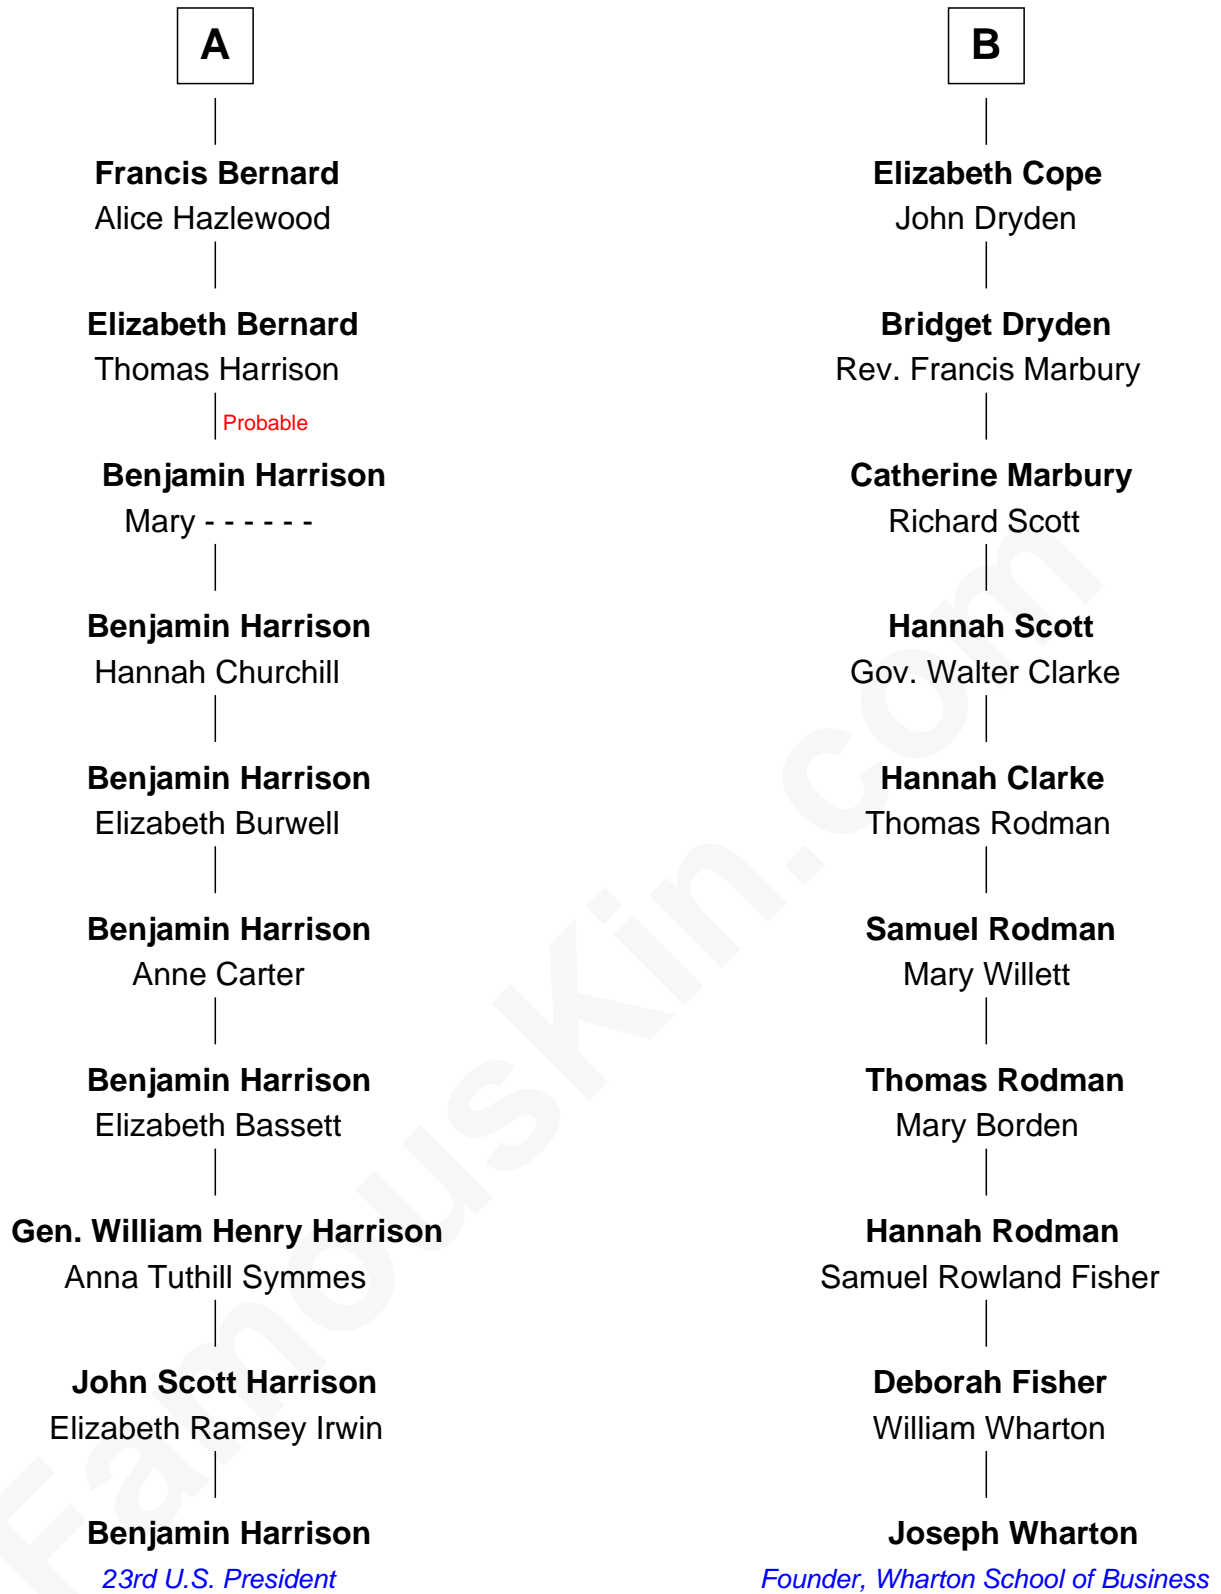 A
Francis Bernard
Alice Hazlewood
Elizabeth Bernard
Thomas Harrison
Probable
Benjamin Harrison
Mary - - - - - -
Benjamin Harrison
Hannah Churchill
Benjamin Harrison
Elizabeth Burwell
Benjamin Harrison
Anne Carter
Benjamin Harrison
Elizabeth Bassett
Gen. William Henry Harrison
Anna Tuthill Symmes
John Scott Harrison
Elizabeth Ramsey Irwin
Benjamin Harrison
23rd U.S. President
B
Elizabeth Cope
John Dryden
Bridget Dryden
Rev. Francis Marbury
Catherine Marbury
Richard Scott
Hannah Scott
Gov. Walter Clarke
Hannah Clarke
Thomas Rodman
Samuel Rodman
Mary Willett
Thomas Rodman
Mary Borden
Hannah Rodman
Samuel Rowland Fisher
Deborah Fisher
William Wharton
Joseph Wharton
Founder, Wharton School of Business
FamousKin.com